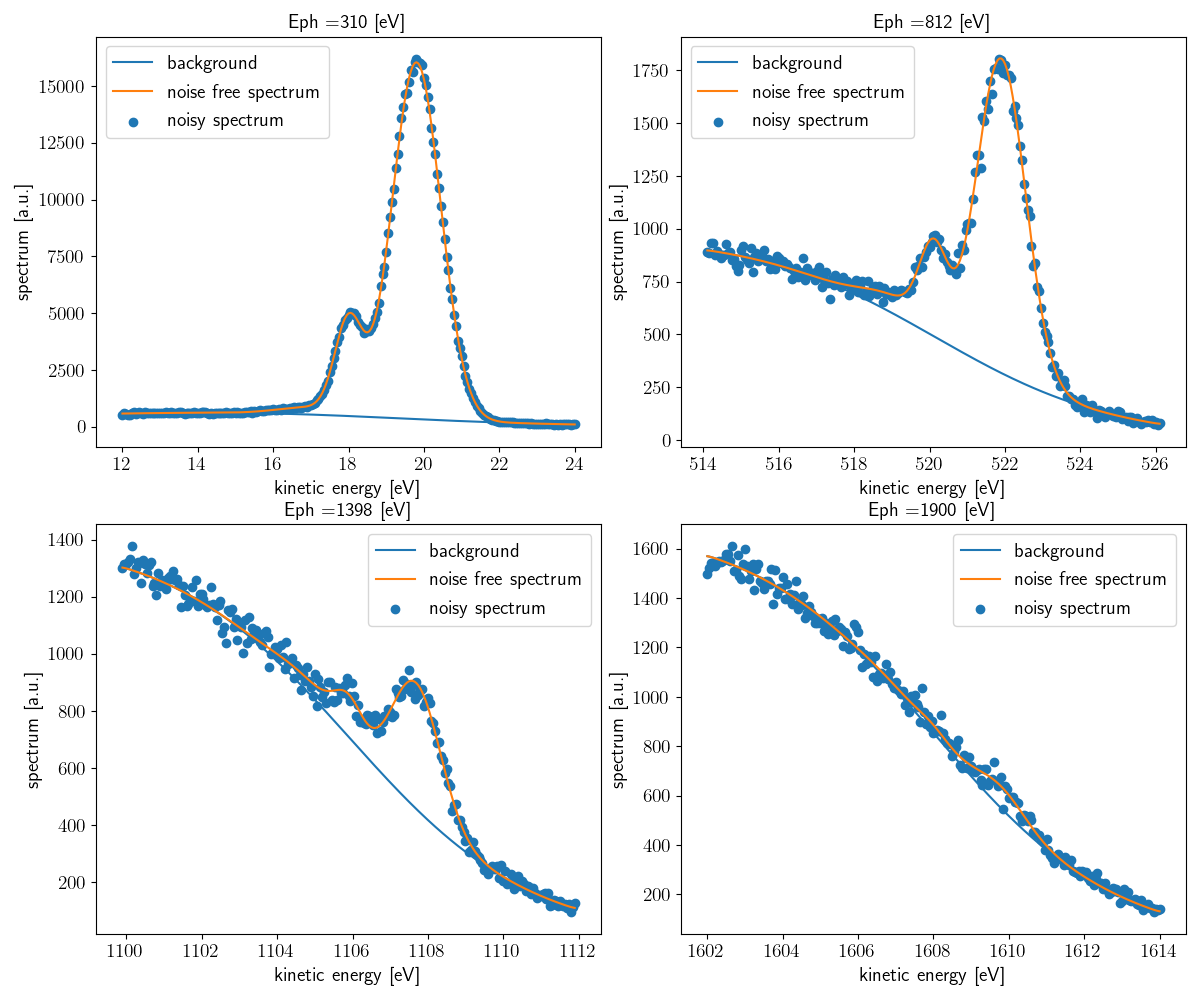 Eph =310 [eV]
spectrum [a.u.]
15000
12500
10000
7500
5000
2500
0
background
noise free spectrum
noisy spectrum
12 14 16 18 20 22 24
kinetic energy [eV]
Eph =812 [eV]
spectrum [a.u.]
1750
1500
1250
1000
750
500
250
0
background
noise free spectrum
noisy spectrum
514 516 518 520 522 524 526
kinetic energy [eV]
Eph =1398 [eV]
spectrum [a.u.]
1400
1200
1000
800
600
400
200
background
noise free spectrum
noisy spectrum
1100 1102 1104 1106 1108 1110 1112
kinetic energy [eV]
Eph =1900 [eV]
spectrum [a.u.]
1600
1400
1200
1000
800
600
400
200
background
noise free spectrum
noisy spectrum
1602 1604 1606 1608 1610 1612 1614
kinetic energy [eV]